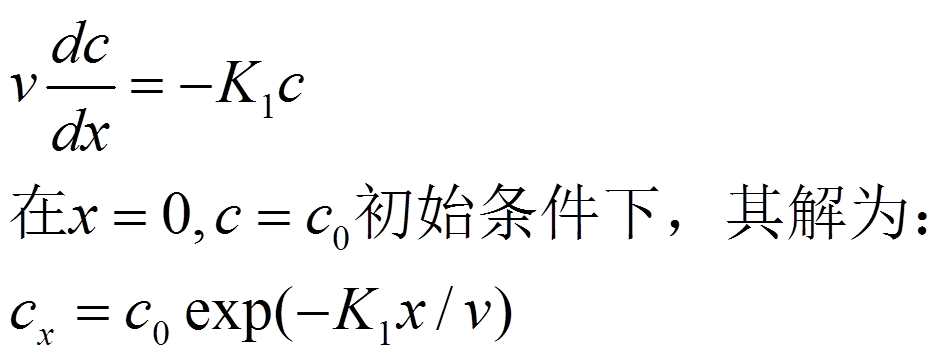 v dc/dx = −K₁c
在x = 0, c = c₀初始条件下，其解为：
cₓ = c₀ exp(−K₁x / v)